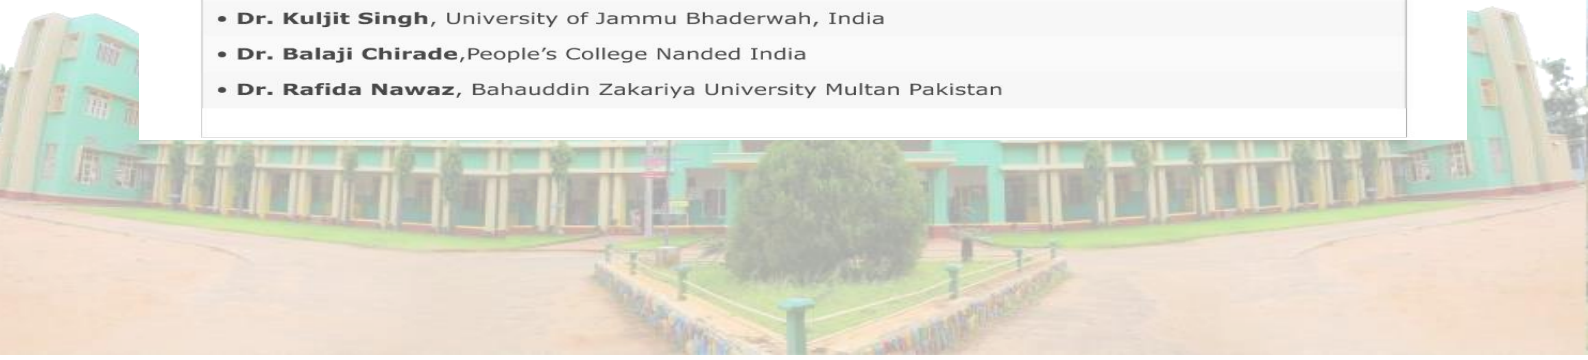 • Dr. Kuljit Singh, University of Jammu Bhaderwah, India
• Dr. Balaji Chirade,People’s College Nanded India
• Dr. Rafida Nawaz, Bahauddin Zakariya University Multan Pakistan